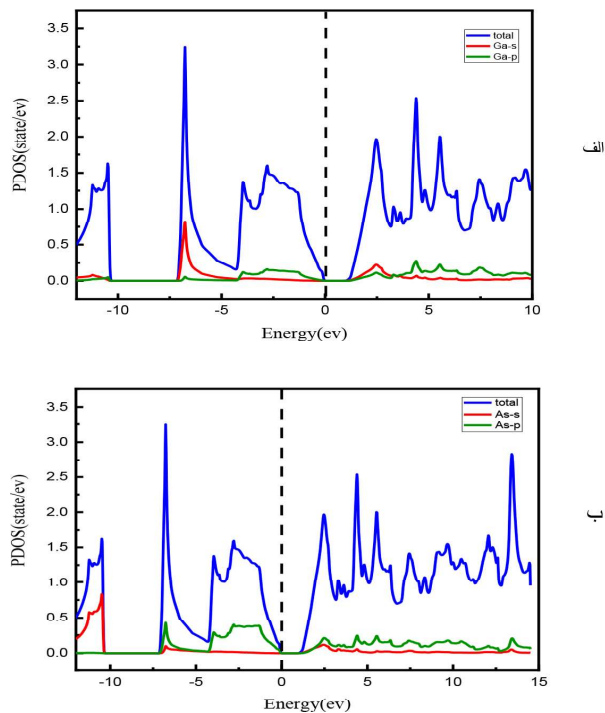 3.5
3.0
2.5
2.0
1.5
1.0
0.5
0.0
PDOS(state/ev)
total
Ga-s
Ga-p
-10
-5
0
5
10
Energy(ev)
الف
3.5
3.0
2.5
2.0
1.5
1.0
0.5
0.0
PDOS(state/ev)
total
As-s
As-p
-10
-5
0
5
10
15
Energy(ev)